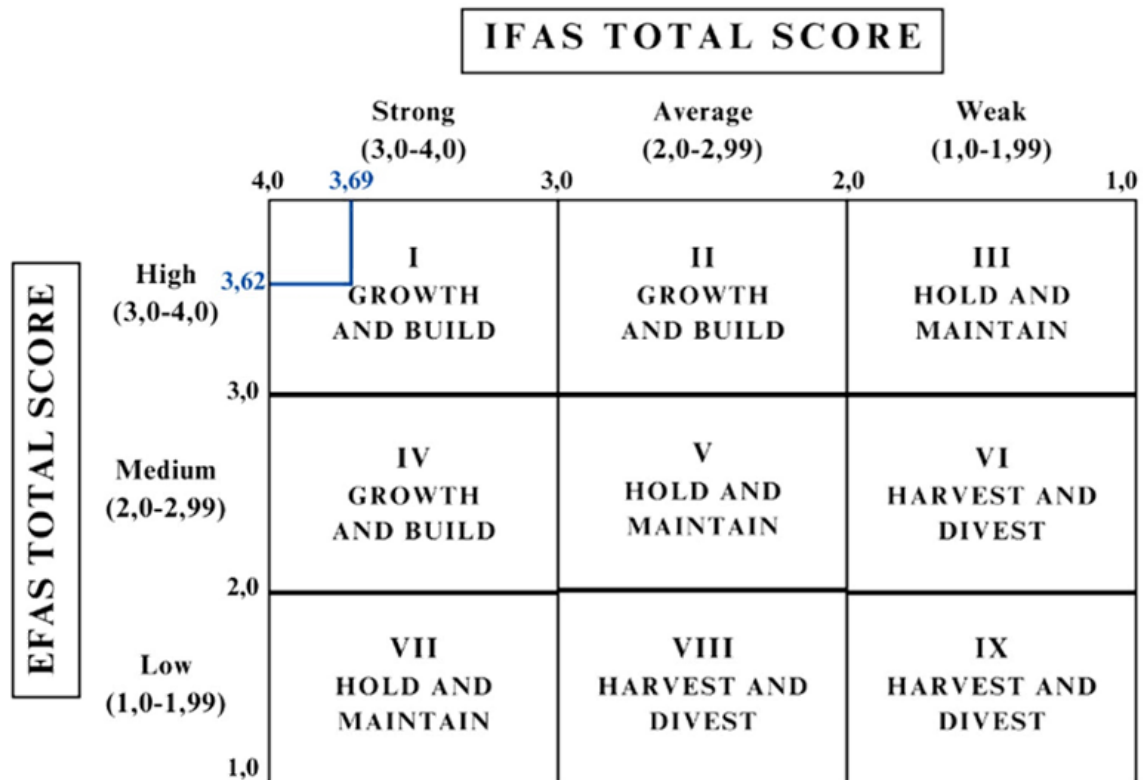 IFAS TOTAL SCORE
Strong Average Weak
(3,0-4,0) (2,0-2,99) (1,0-1,99)
4,0 3,69 3,0 2,0 1,0
EFAS TOTAL SCORE
High
(3,0-4,0)
3,62
I
GROWTH
AND BUILD
II
GROWTH
AND BUILD
III
HOLD AND
MAINTAIN
3,0
Medium
(2,0-2,99)
IV
GROWTH
AND BUILD
V
HOLD AND
MAINTAIN
VI
HARVEST AND
DIVEST
2,0
Low
(1,0-1,99)
VII
HOLD AND
MAINTAIN
VIII
HARVEST AND
DIVEST
IX
HARVEST AND
DIVEST
1,0